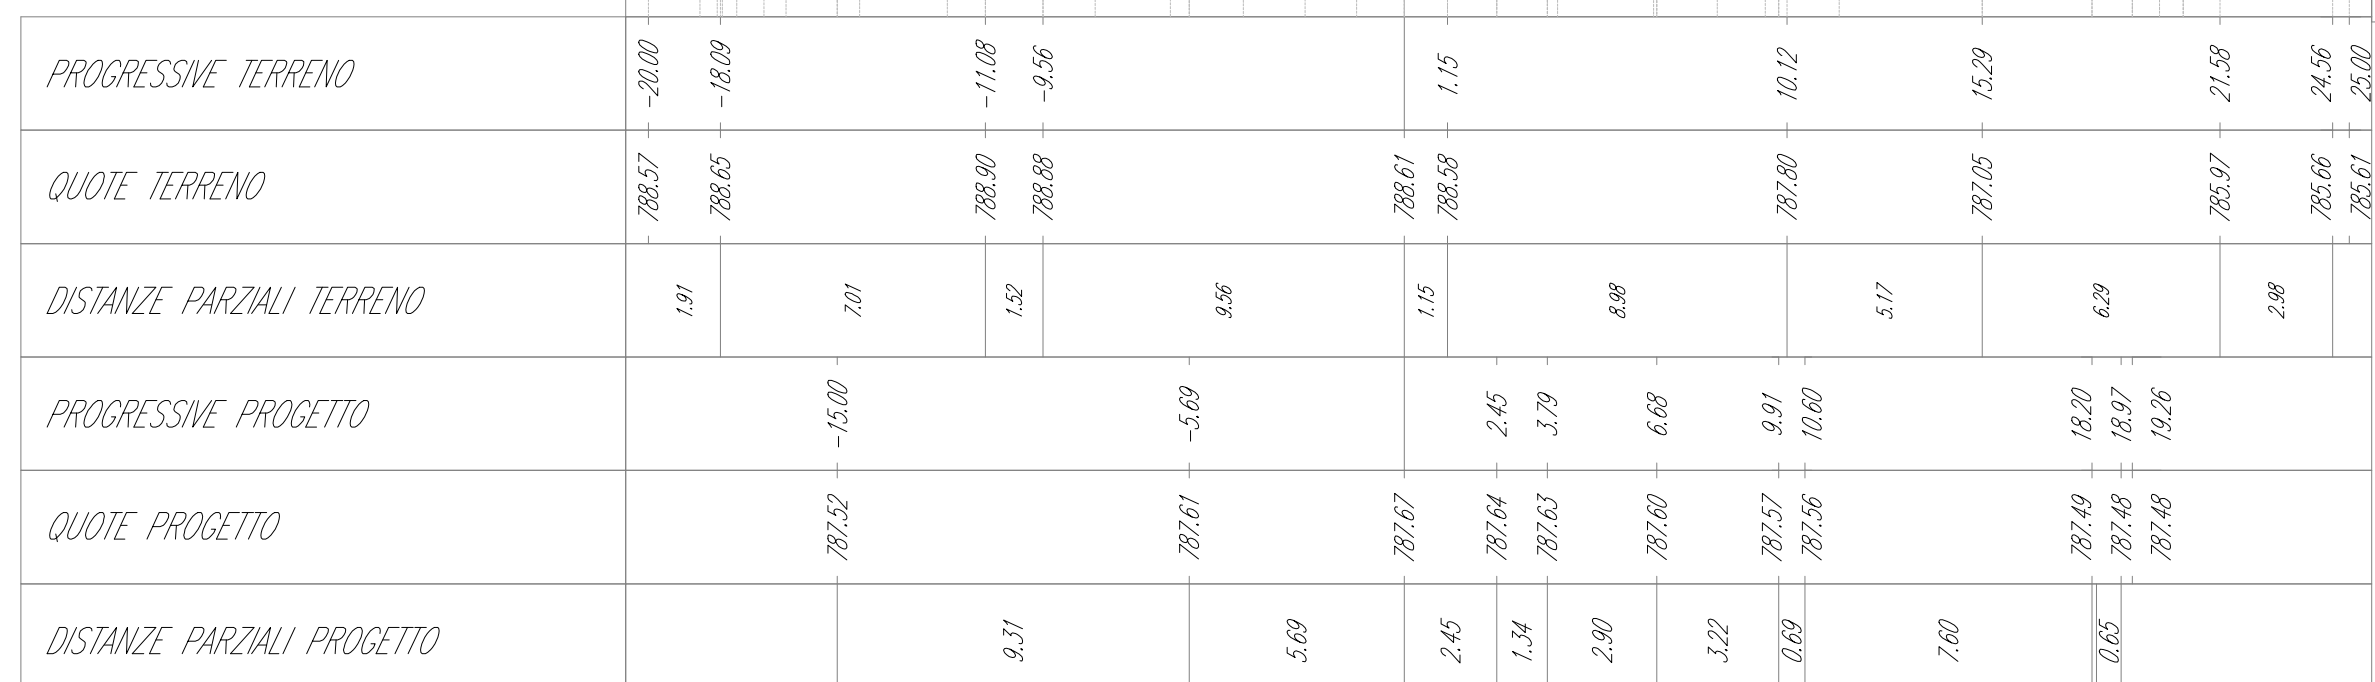 PROGRESSIVE TERRENO -20.00 -18.09 -11.08 -9.56 1.15 10.12 15.29 21.58 24.56 25.00
QUOTE TERRENO 788.57 788.65 788.90 788.88 788.61 788.58 787.80 787.05 785.97 785.66 785.61
DISTANZE PARZIALI TERRENO 1.91 7.01 1.52 9.56 1.15 8.98 5.17 6.29 2.98
PROGRESSIVE PROGETTO -15.00 -5.69 2.45 3.79 6.68 9.91 10.60 18.20 18.97 19.26
QUOTE PROGETTO 787.52 787.61 787.67 787.64 787.63 787.60 787.57 787.56 787.49 787.48 787.48
DISTANZE PARZIALI PROGETTO 9.31 5.69 2.45 1.34 2.90 3.22 0.69 7.60 0.65